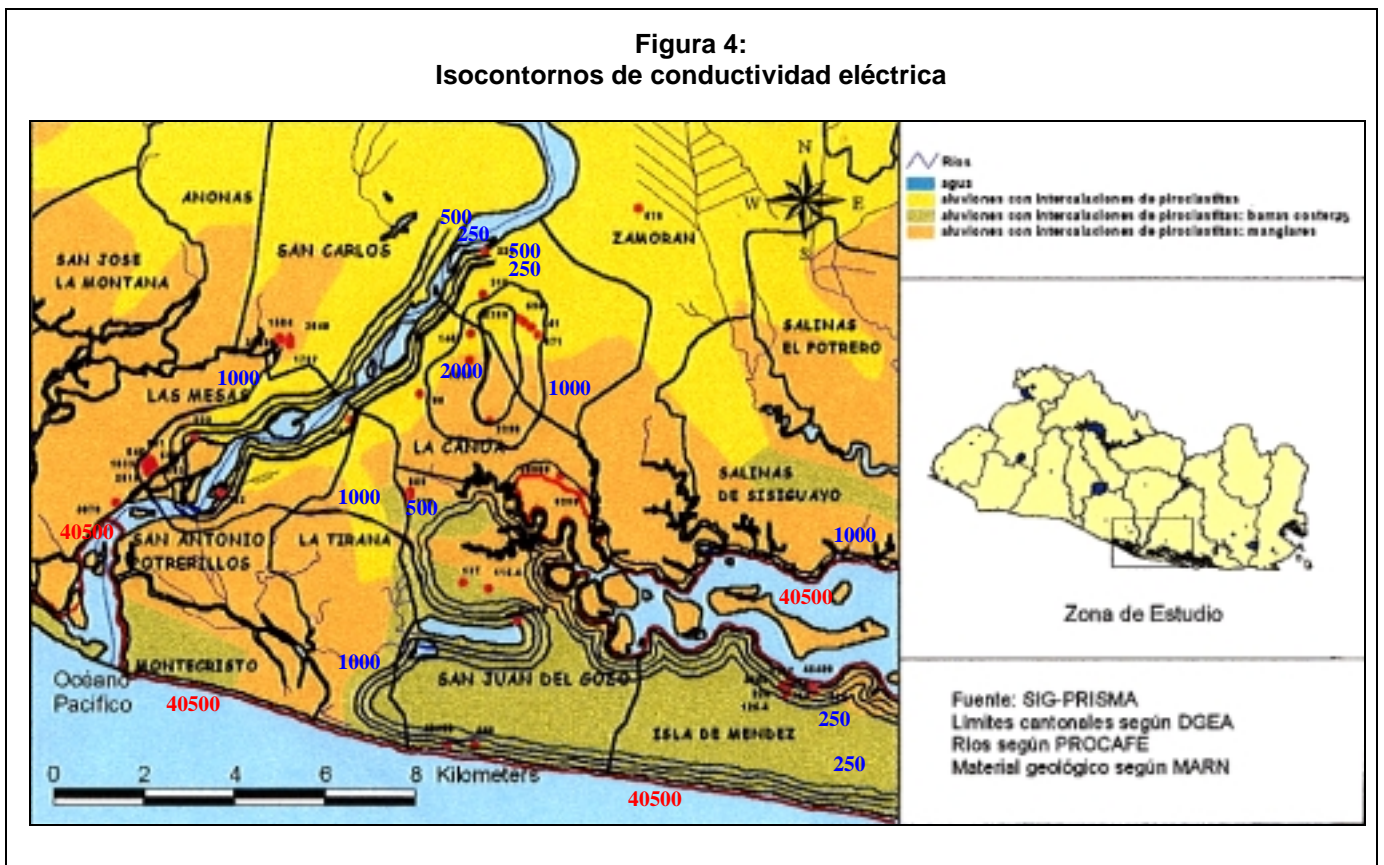 Figura 4:
Isocontornos de conductividad eléctrica
ANONAS
SAN CARLOS
SAN JOSE
LA MONTANA
500
250
500
250
ZAMORAN
N
W
E
S
SALINAS
EL POTRERO
2000
1000
1000
LAS MESAS
LA CANOA
SALINAS
DE SISIGUAYO
1000
500
1000
40500
SAN ANTONIO
POTRERILLOS
LA TIRANA
40500
1000
MONTECRISTO
SAN JUAN DEL GOZO
Océano
Pacifico
40500
250
ISLA DE MENDEZ
250
0 2 4 6 8 Kilometers
40500
Rios
agua
aluviones con intercalaciones de piroclastitas
aluviones con intercalaciones de piroclastitas: barras costeras
aluviones con intercalaciones de piroclastitas: manglares
Zona de Estudio
Fuente: SIG-PRISMA
Limites cantonales según DGEA
Rios según PROCAFE
Material geológico según MARN